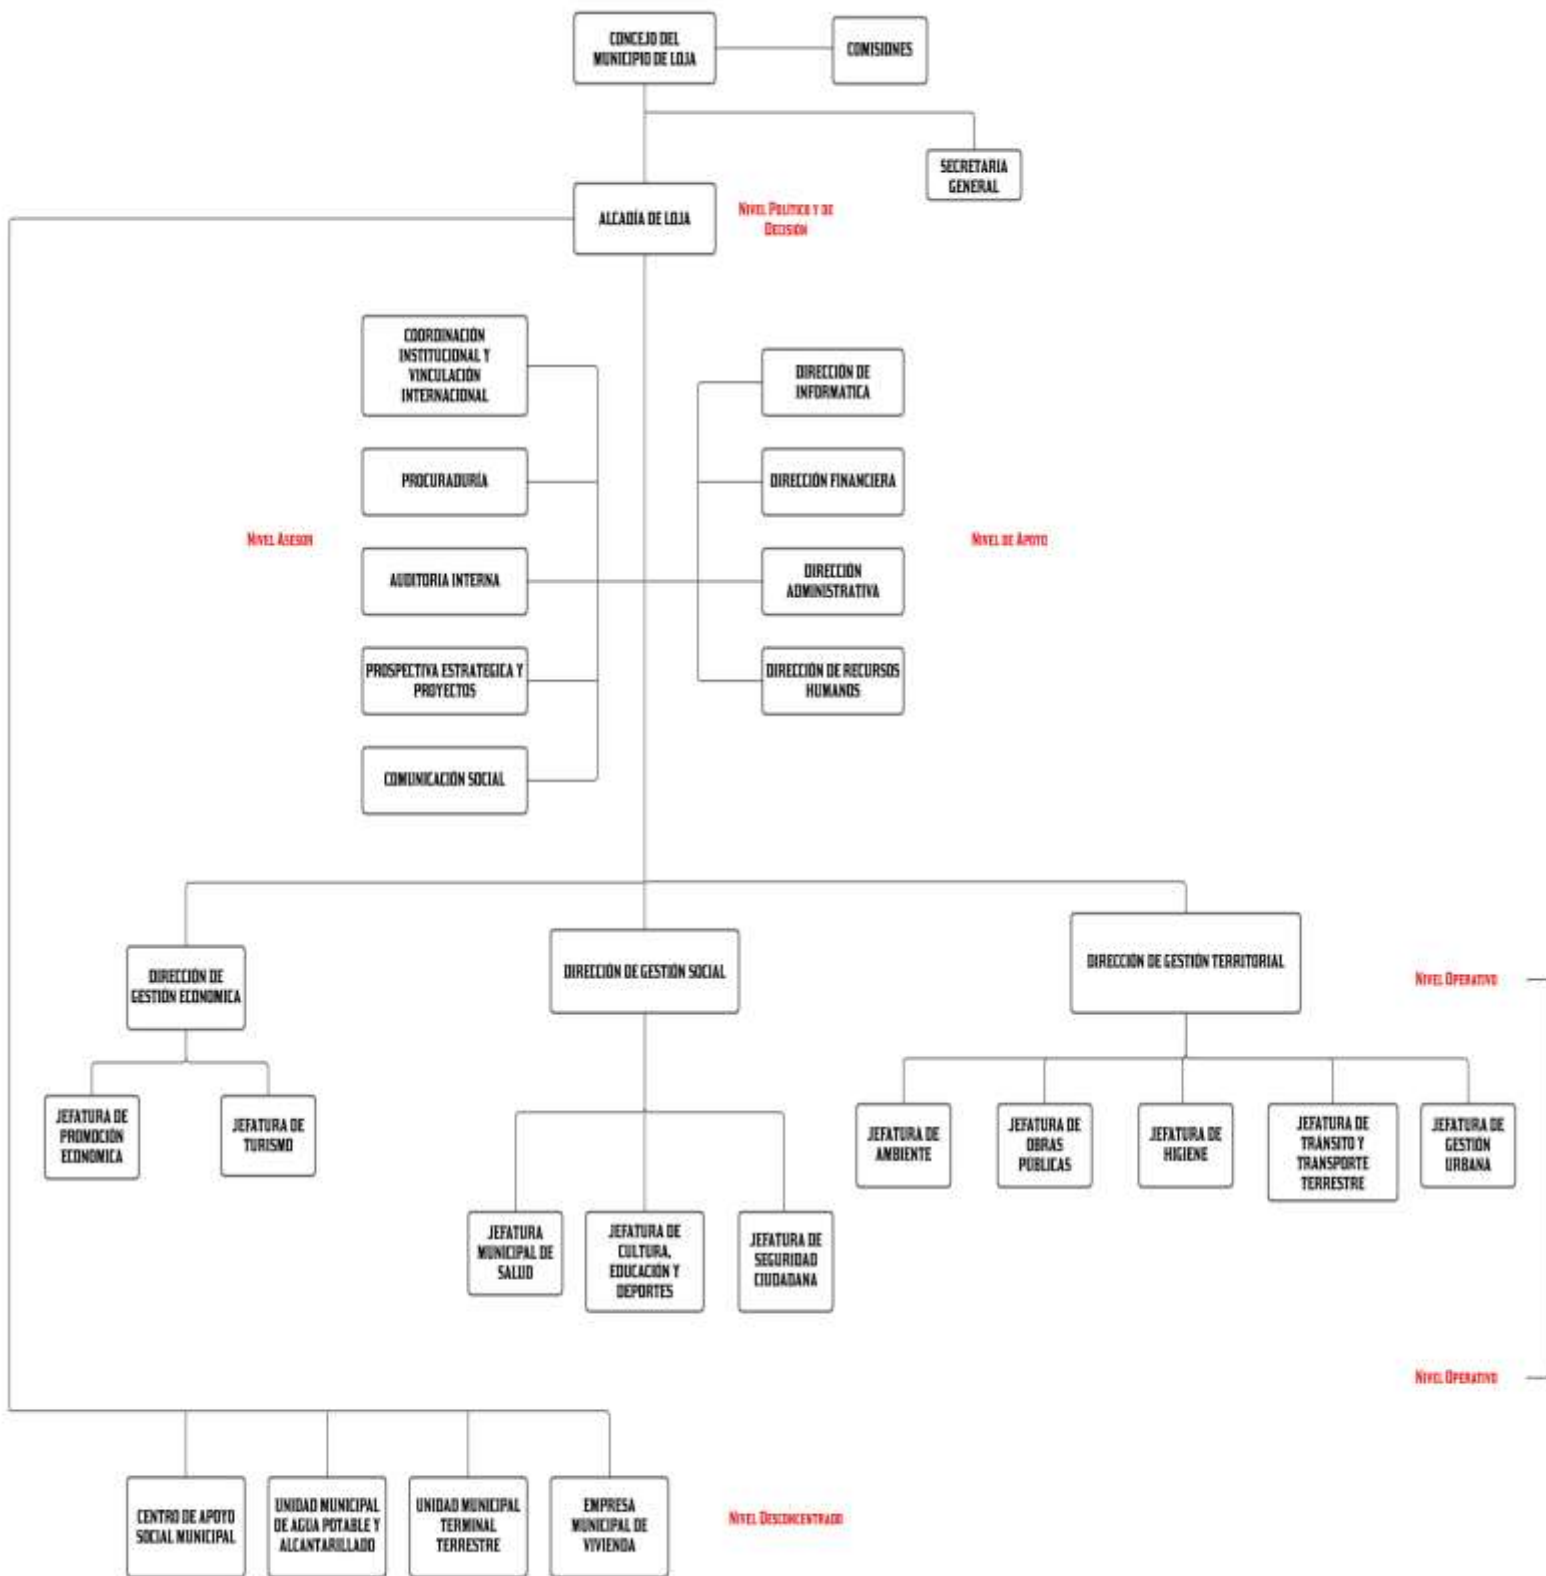 CONCEJO DEL
MUNICIPIO DE LOJA
COMISIONES
SECRETARIA
GENERAL
ALCADÍA DE LOJA
NIVEL POLÍTICO Y DE
DECISIÓN
COORDINACIÓN
INSTITUCIONAL Y
VINCULACIÓN
INTERNACIONAL
PROCURADURÍA
AUDITORIA INTERNA
PROSPECTIVA ESTRATEGICA Y
PROYECTOS
COMUNICACIÓN SOCIAL
NIVEL ASESOR
DIRECCIÓN DE
INFORMATICA
DIRECCIÓN FINANCIERA
DIRECCIÓN
ADMINISTRATIVA
DIRECCIÓN DE RECURSOS
HUMANOS
NIVEL DE APOYO
DIRECCIÓN DE
GESTIÓN ECONOMICA
DIRECCIÓN DE GESTIÓN SOCIAL
DIRECCIÓN DE GESTIÓN TERRITORIAL
NIVEL OPERATIVO
JEFATURA DE
PROMOCIÓN
ECONOMICA
JEFATURA DE
TURISMO
JEFATURA
MUNICIPAL DE
SALUD
JEFATURA DE
CULTURA,
EDUCACIÓN Y
DEPORTES
JEFATURA DE
SEGURIDAD
CIUDADANA
JEFATURA DE
AMBIENTE
JEFATURA DE
OBRAS
PÚBLICAS
JEFATURA DE
HIGIENE
JEFATURA DE
TRÁNSITO Y
TRANSPORTE
TERRESTRE
JEFATURA DE
GESTIÓN
URBANA
NIVEL OPERATIVO
CENTRO DE APOYO
SOCIAL MUNICIPAL
UNIDAD MUNICIPAL
DE AGUA POTABLE Y
ALCANTARILLADO
UNIDAD MUNICIPAL
TERMINAL
TERRESTRE
EMPRESA
MUNICIPAL DE
VIVIENDA
NIVEL DESCONCENTRADO